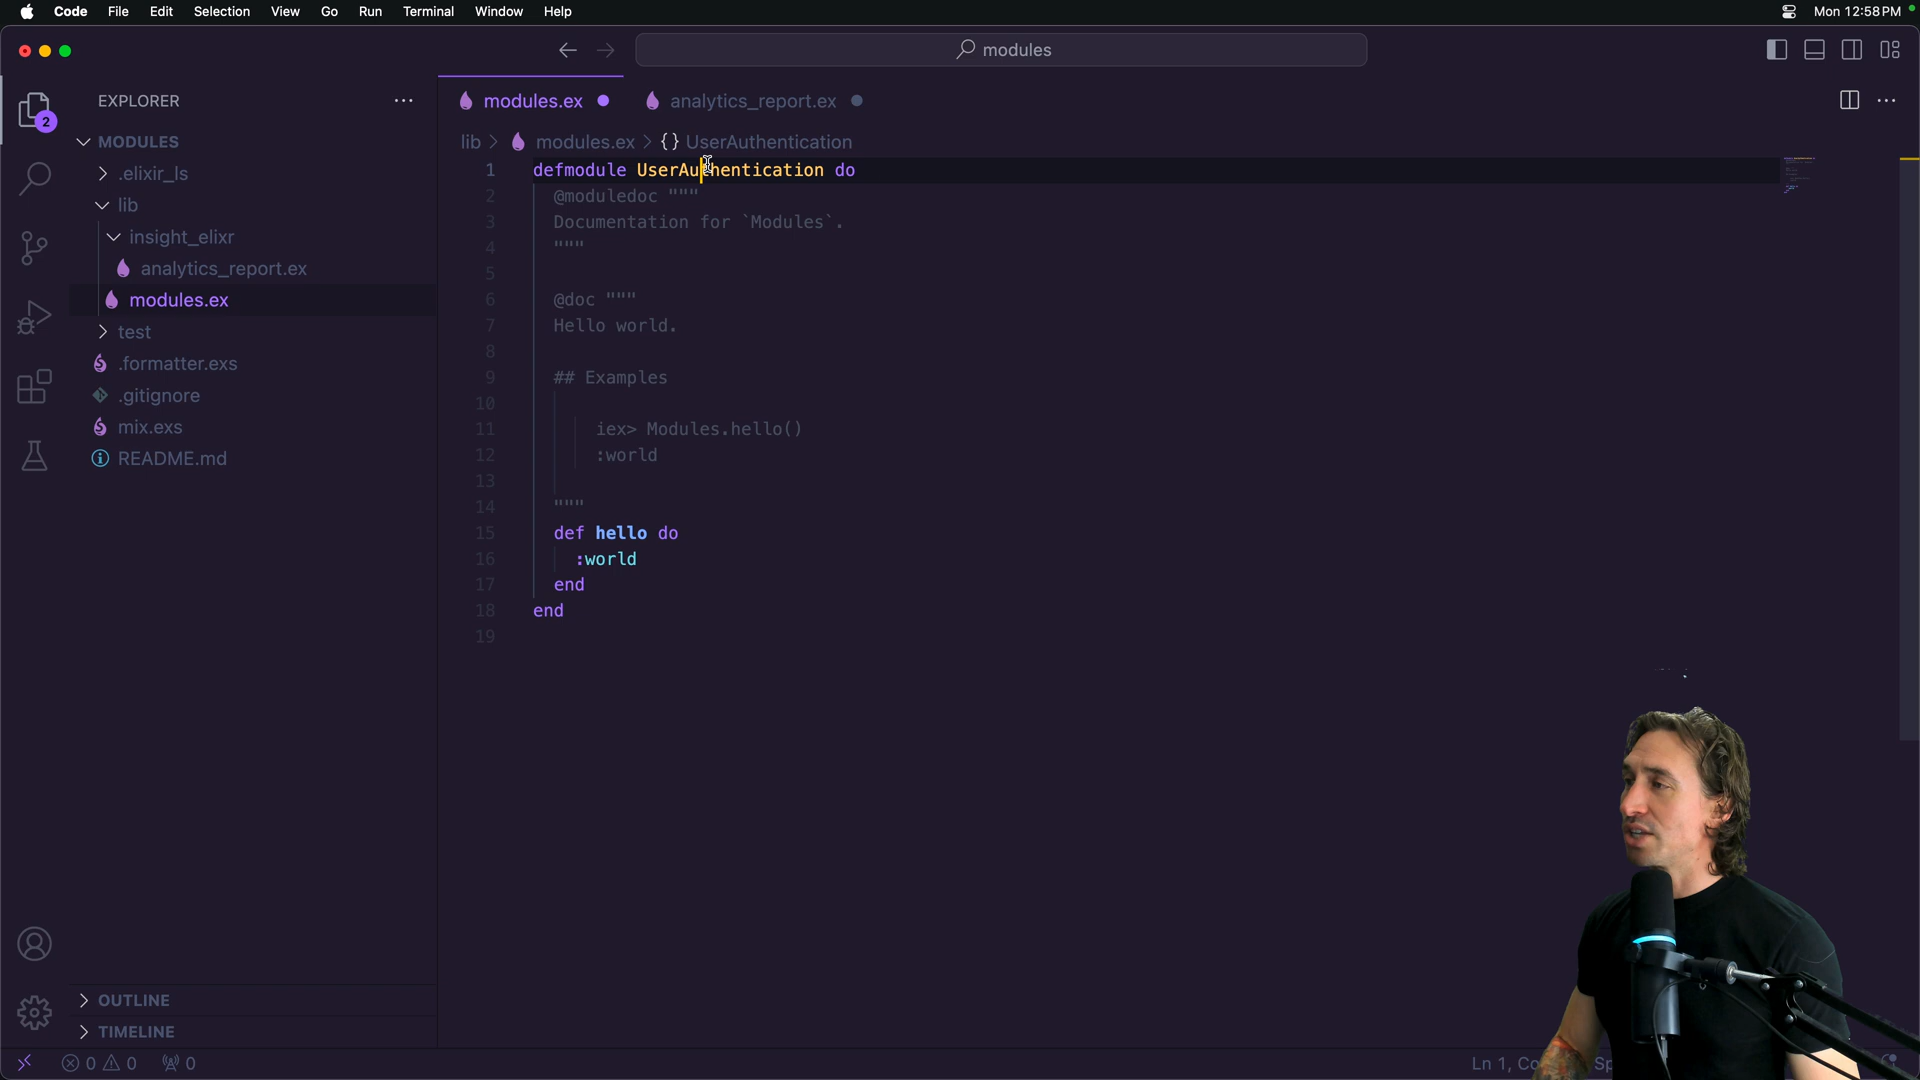 Code File Edit Selection View Go Run Terminal Window Help Mon 12:58 PM
modules
EXPLORER
2
MODULES
.elixir_ls
lib
insight_elixr
analytics_report.ex
modules.ex
test
.formatter.exs
.gitignore
mix.exs
README.md
OUTLINE
TIMELINE
modules.ex analytics_report.ex
lib > modules.ex > {} UserAuthentication
1 defmodule UserAuthentication do
2 @moduledoc """
3 Documentation for `Modules`.
4 """
5
6 @doc """
7 Hello world.
8
9 ## Examples
10
11 iex> Modules.hello()
12 :world
13
14 """
15 def hello do
16 :world
17 end
18 end
19
0 0 0 Ln 1,